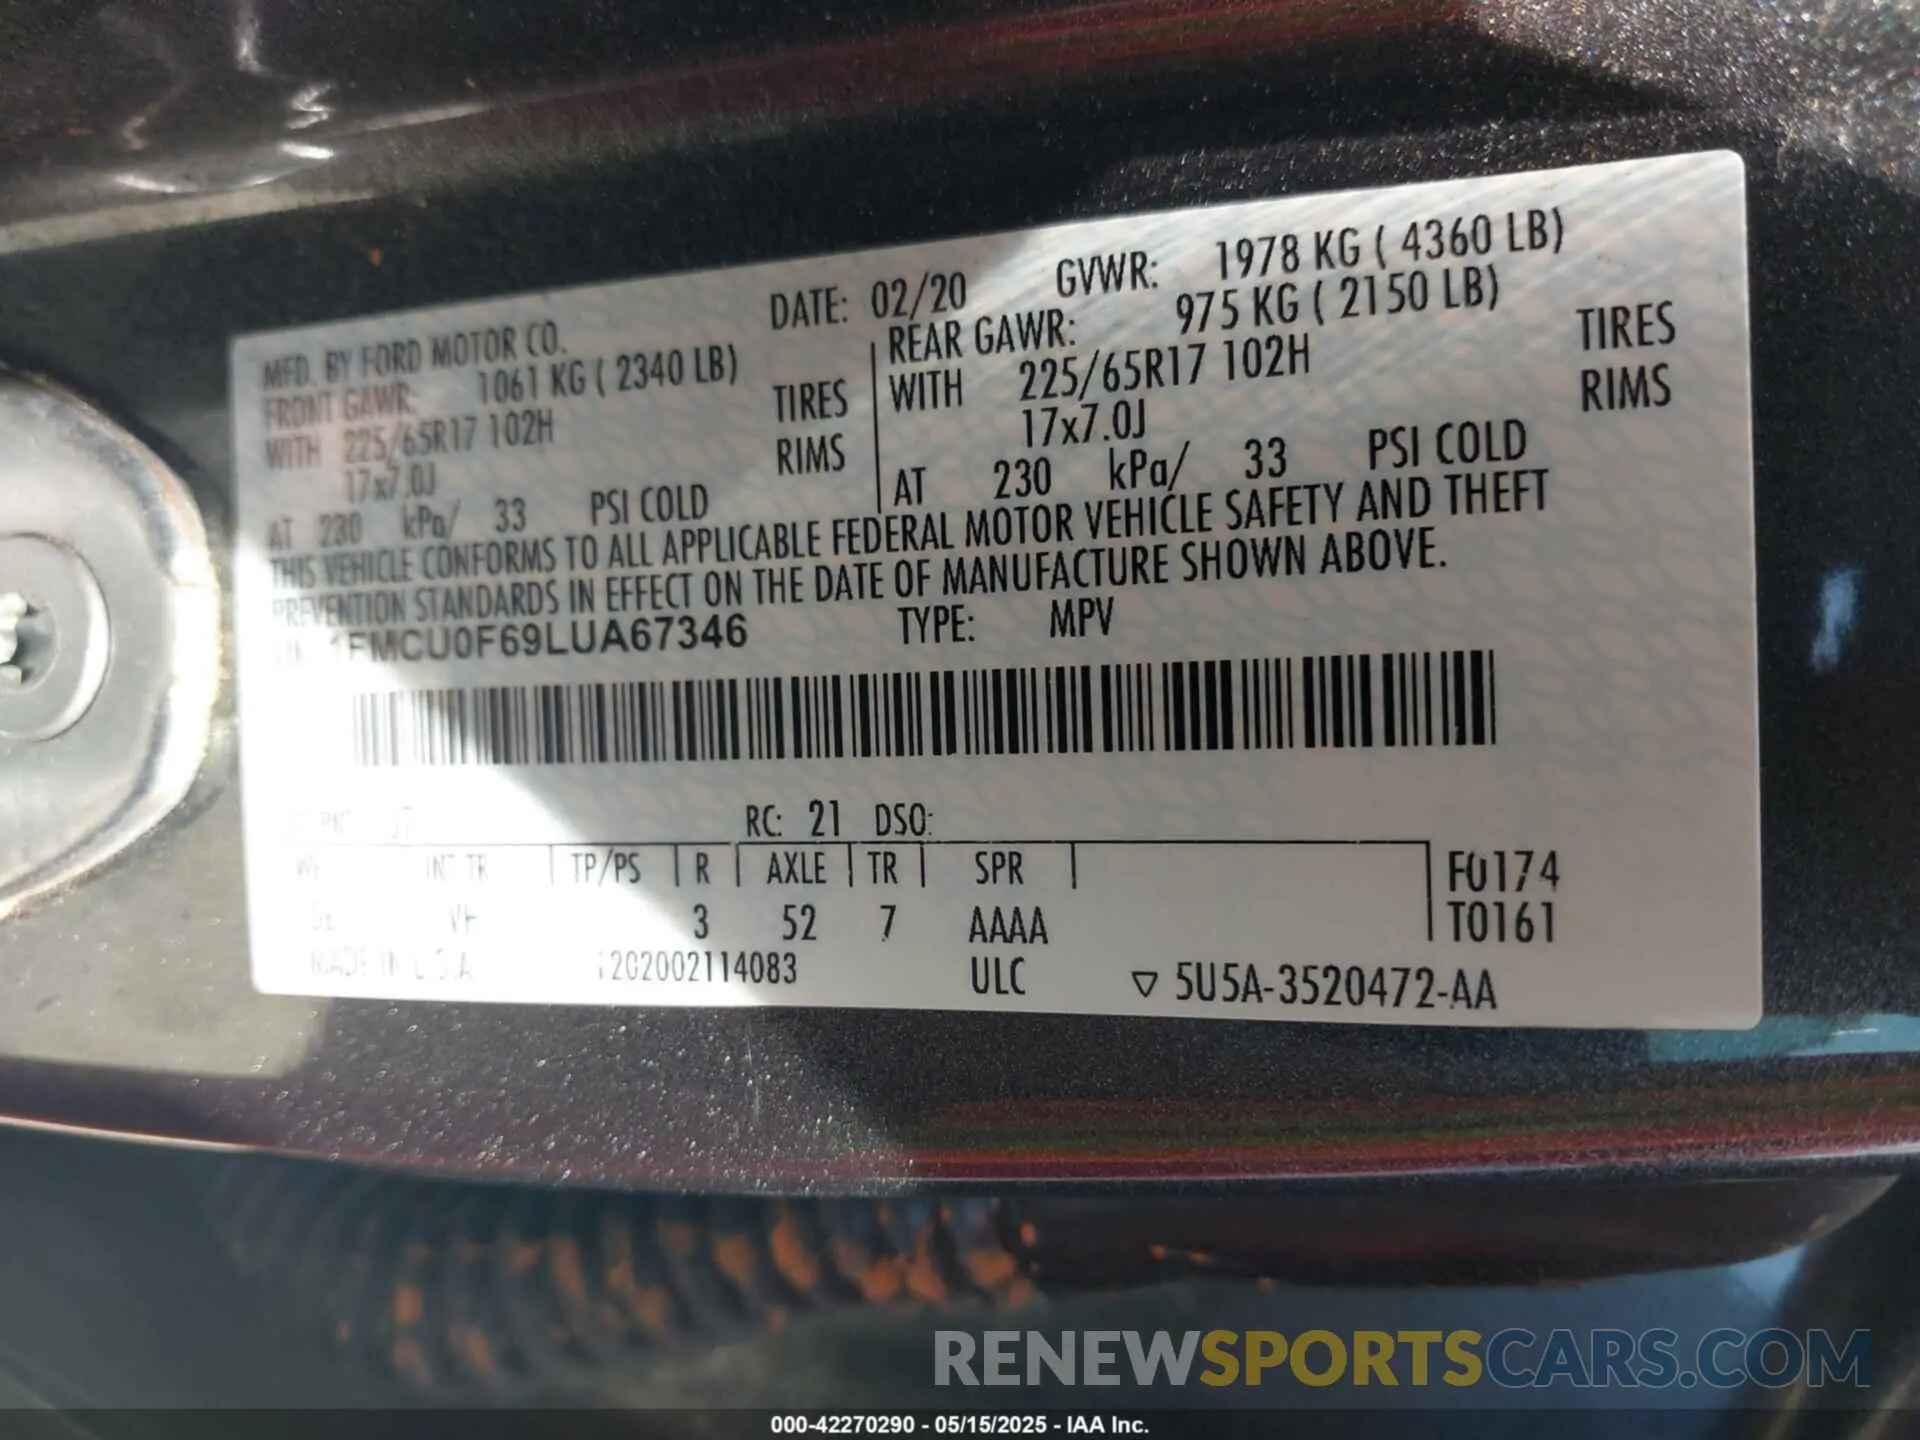 MFD. BY FORD MOTOR CO. DATE: 02/20 GVWR: 1978 KG ( 4360 LB)
FRONT GAWR: 1061 KG ( 2340 LB) REAR GAWR: 975 KG ( 2150 LB)
WITH 225/65R17 102H TIRES WITH 225/65R17 102H TIRES
17x7.0J RIMS 17x7.0J RIMS
AT 230 kPa/ 33 PSI COLD AT 230 kPa/ 33 PSI COLD
THIS VEHICLE CONFORMS TO ALL APPLICABLE FEDERAL MOTOR VEHICLE SAFETY AND THEFT
PREVENTION STANDARDS IN EFFECT ON THE DATE OF MANUFACTURE SHOWN ABOVE.
1FMCU0F69LUA67346 TYPE: MPV
RC: 21 DSO:
INT TR TP/PS R AXLE TR SPR F0174
3 52 7 AAAA T0161
MADE IN U.S.A. 202002114083 ULC ▽ 5U5A-3520472-AA
RENEWSPORTSCARS.COM
000-42270290 - 05/15/2025 - IAA Inc.